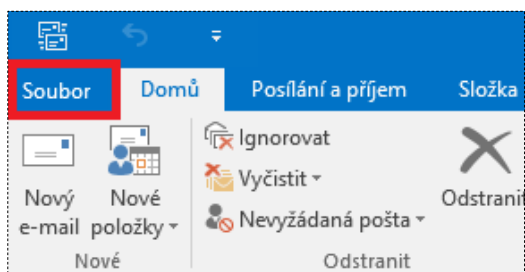 Soubor Domů Posílání a příjem Složka
Ignorovat
Vyčistit
Nevyžádaná pošta
Nový e-mail
Nové položky
Odstranit
Nové Odstranit